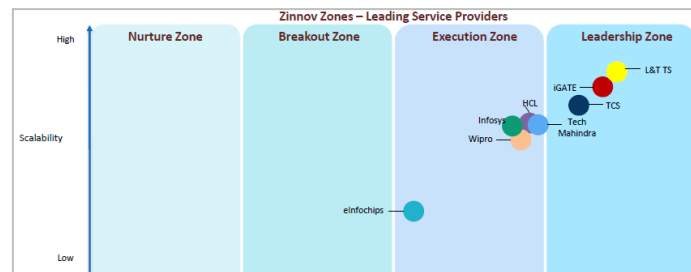 Zinnov Zones – Leading Service Providers
High
Nurture Zone
Breakout Zone
Execution Zone
Leadership Zone
L&T TS
iGATE
HCL
TCS
Infosys
Tech
Mahindra
Scalability
Wipro
eInfochips
Low